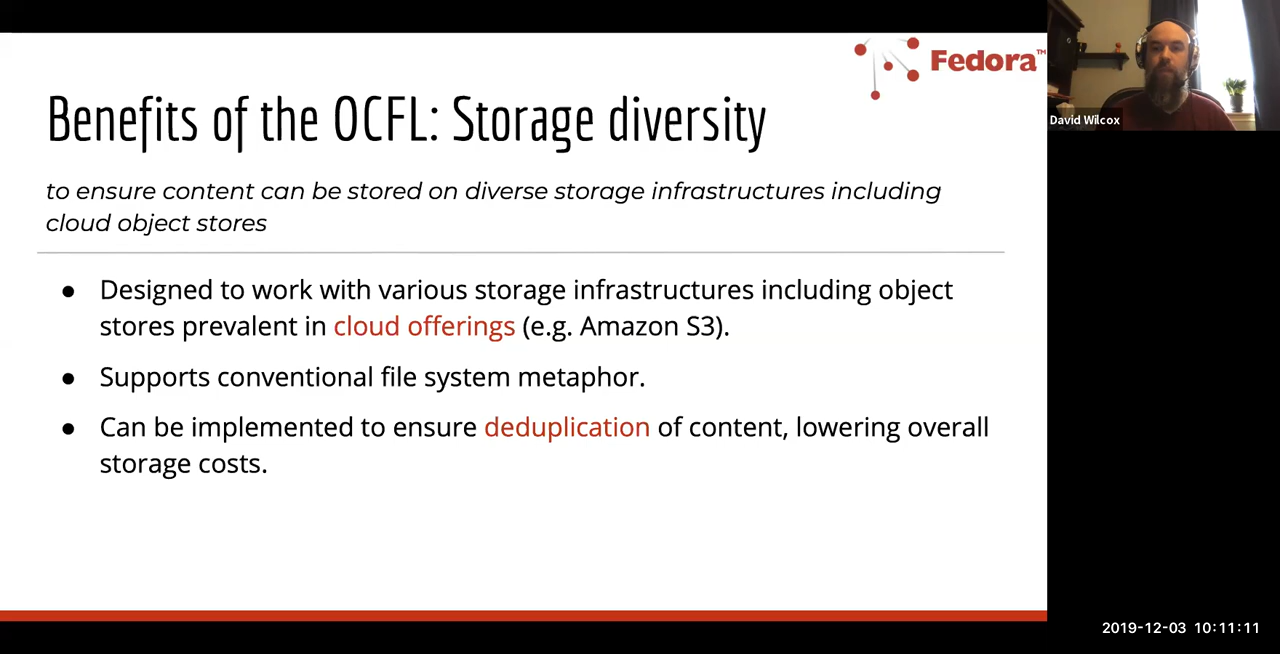 Fedora™
Benefits of the OCFL: Storage diversity
to ensure content can be stored on diverse storage infrastructures including
cloud object stores
● Designed to work with various storage infrastructures including object
stores prevalent in cloud offerings (e.g. Amazon S3).
● Supports conventional file system metaphor.
● Can be implemented to ensure deduplication of content, lowering overall
storage costs.
David Wilcox
2019-12-03 10:11:11